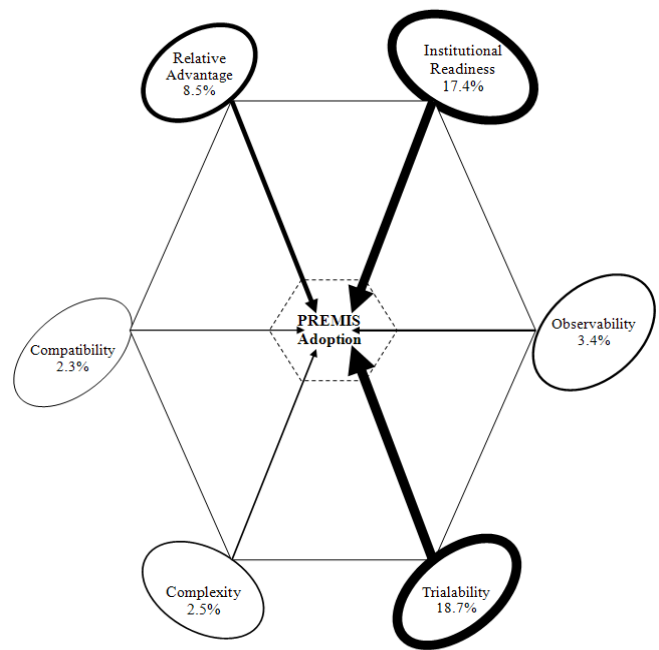 Relative
Advantage
8.5%
Institutional
Readiness
17.4%
PREMIS
Adoption
Compatibility
2.3%
Observability
3.4%
Complexity
2.5%
Trialability
18.7%